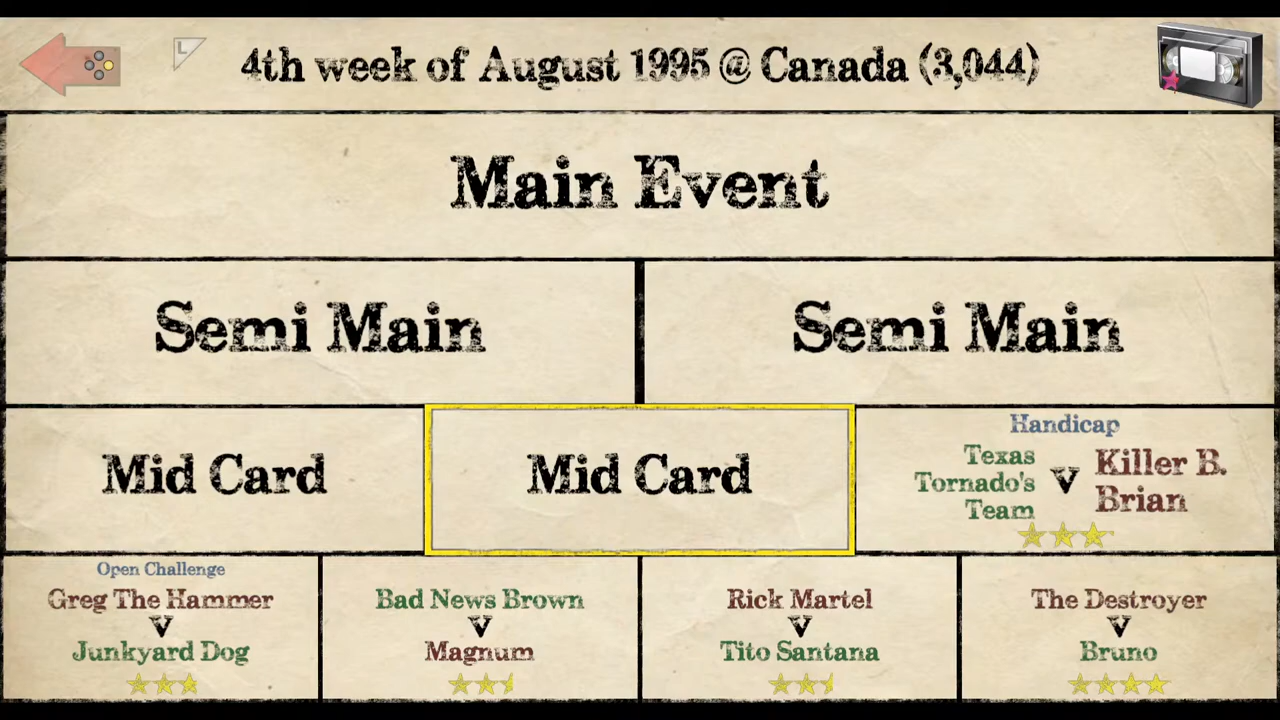 L
4th week of August 1995 @ Canada (3,044)
Main Event
Semi Main
Semi Main
Mid Card
Mid Card
Handicap
Texas
Tornado's
Team
V
Killer B.
Brian
Open Challenge
Greg The Hammer
V
Junkyard Dog
Bad News Brown
V
Magnum
Rick Martel
V
Tito Santana
The Destroyer
V
Bruno